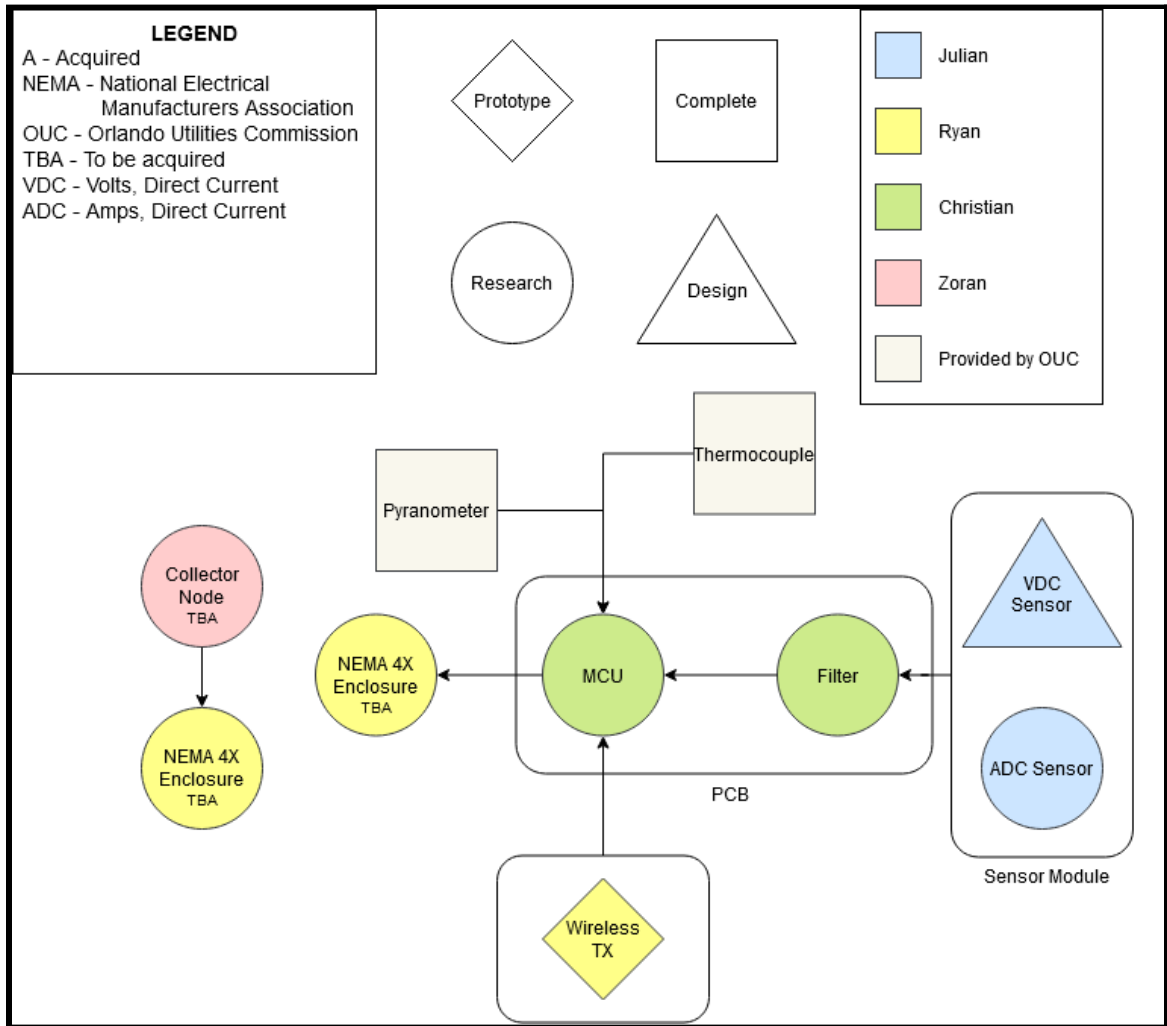 LEGEND
A - Acquired
NEMA - National Electrical
Manufacturers Association
OUC - Orlando Utilities Commission
TBA - To be acquired
VDC - Volts, Direct Current
ADC - Amps, Direct Current
Prototype
Complete
Research
Design
Julian
Ryan
Christian
Zoran
Provided by OUC
Thermocouple
Pyranometer
Collector
Node
TBA
NEMA 4X
Enclosure
TBA
NEMA 4X
Enclosure
TBA
MCU
Filter
PCB
VDC
Sensor
ADC Sensor
Sensor Module
Wireless
TX